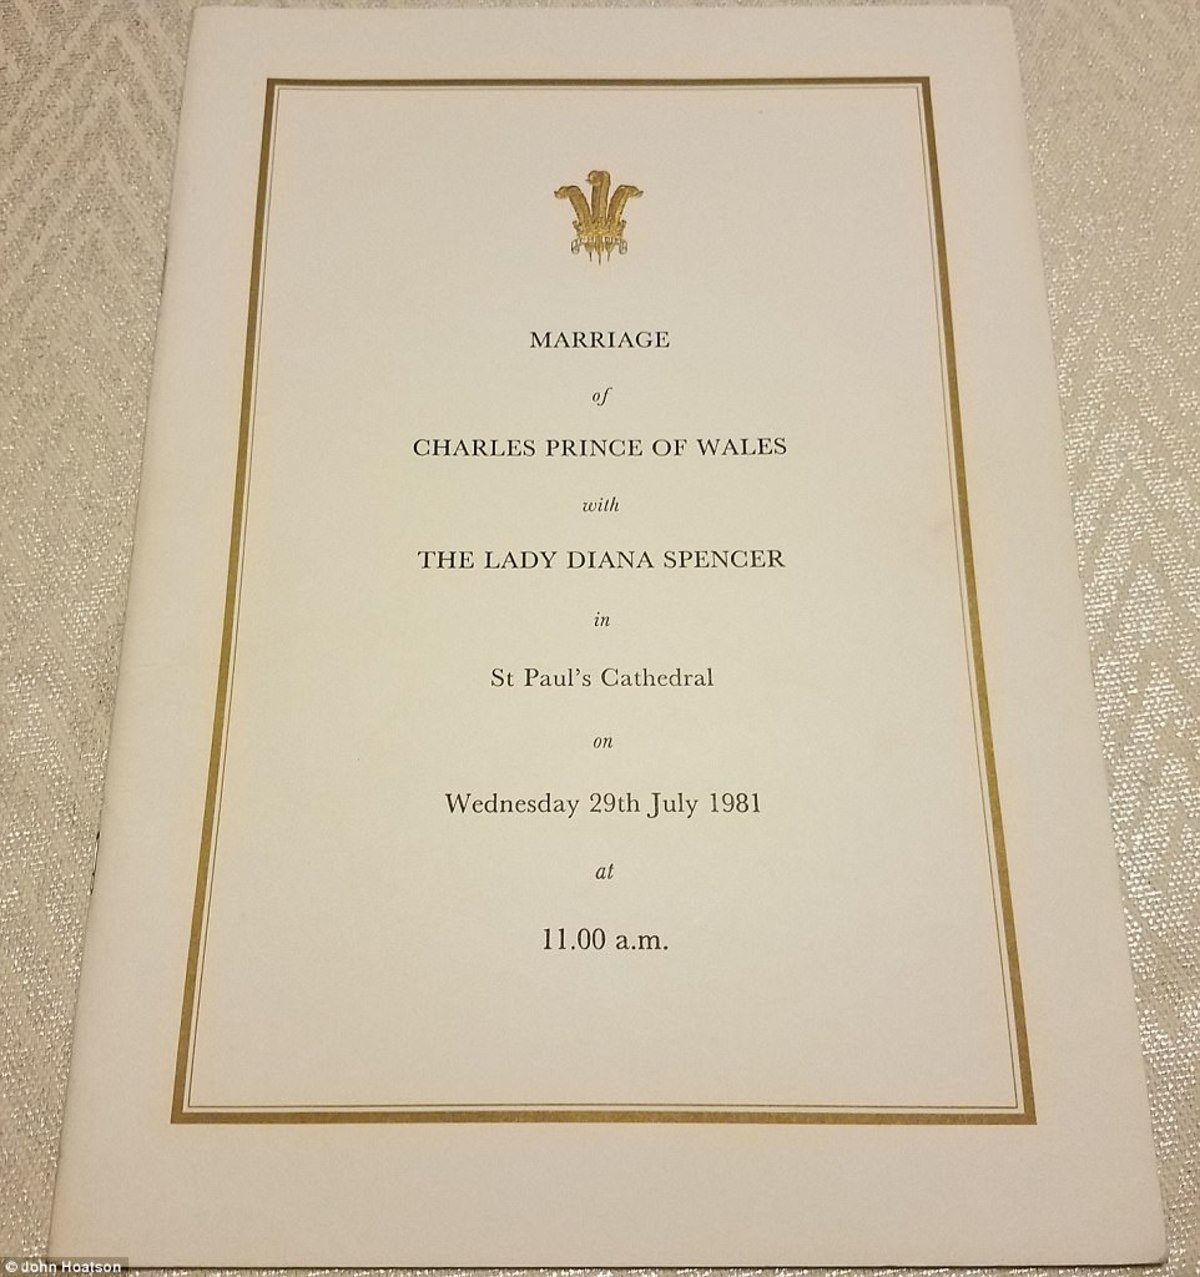 MARRIAGE
of
CHARLES PRINCE OF WALES
with
THE LADY DIANA SPENCER
in
St Paul's Cathedral
on
Wednesday 29th July 1981
at
11.00 a.m.
© John Hoatson